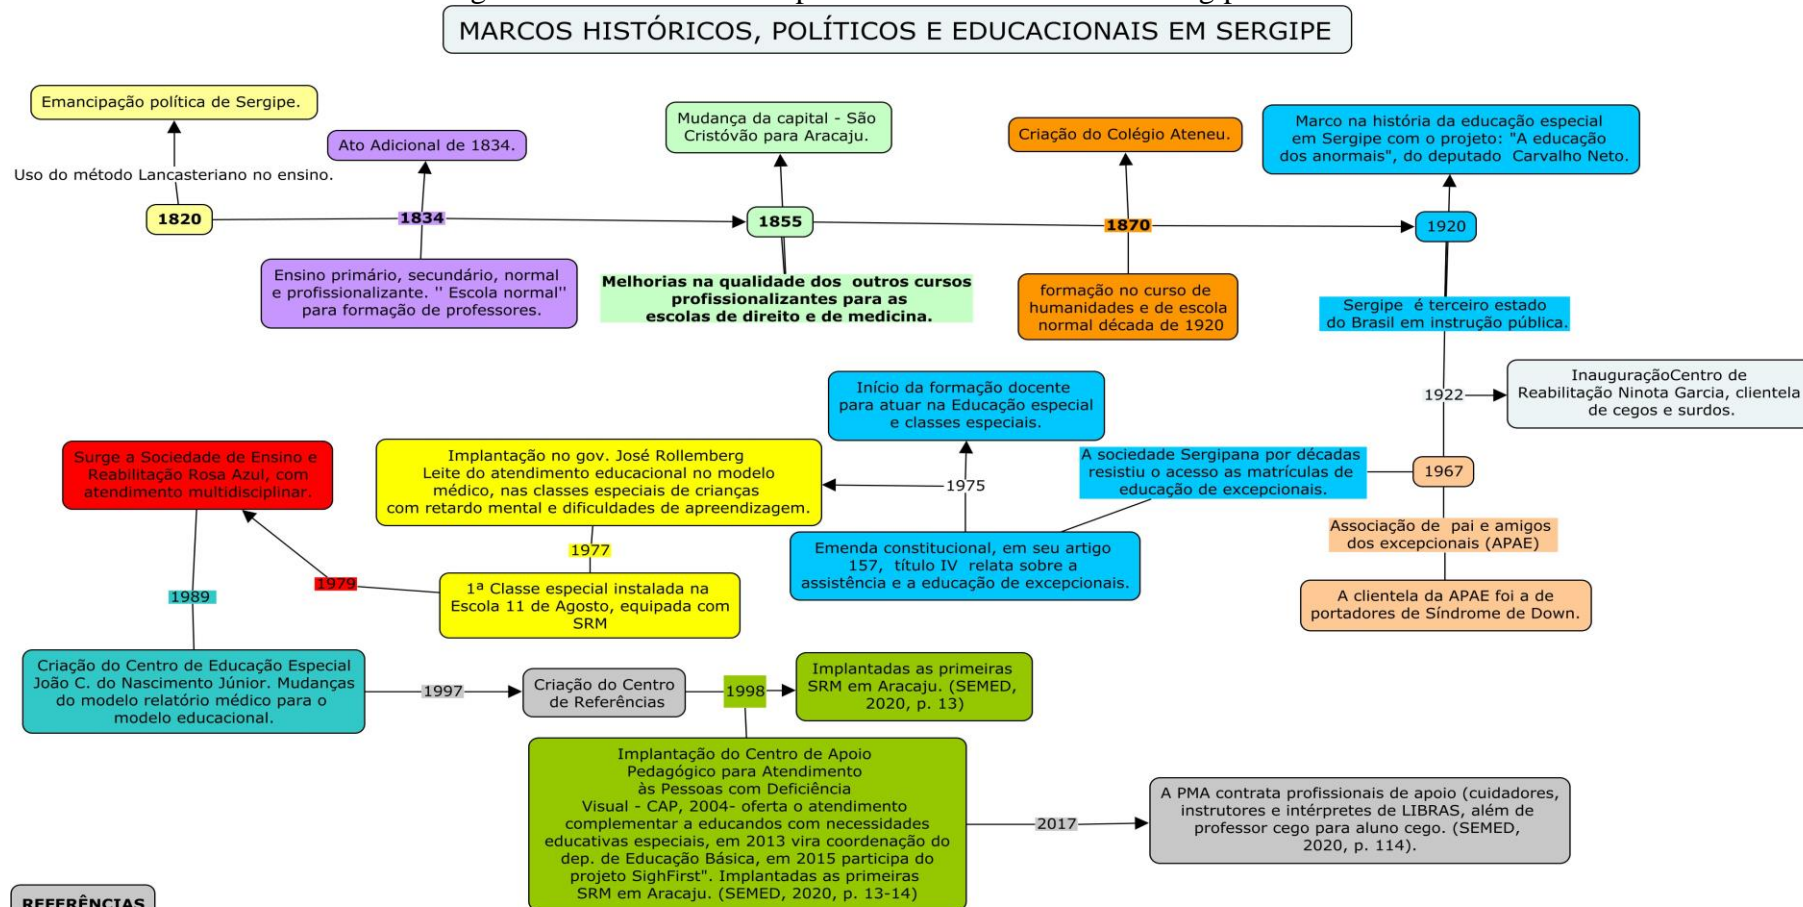 MARCOS HISTÓRICOS, POLÍTICOS E EDUCACIONAIS EM SERGIPE
Emancipação política de Sergipe.
Uso do método Lancasteriano no ensino.
1820
Ato Adicional de 1834.
1834
Ensino primário, secundário, normal
e profissionalizante. '' Escola normal''
para formação de professores.
Mudança da capital - São
Cristóvão para Aracaju.
1855
Melhorias na qualidade dos outros cursos
profissionalizantes para as
escolas de direito e de medicina.
Criação do Colégio Ateneu.
1870
formação no curso de
humanidades e de escola
normal década de 1920
Marco na história da educação especial
em Sergipe com o projeto: "A educação
dos anormais", do deputado Carvalho Neto.
1920
Sergipe é terceiro estado
do Brasil em instrução pública.
1922
InauguraçãoCentro de
Reabilitação Ninota Garcia, clientela
de cegos e surdos.
1967
Associação de pai e amigos
dos excepcionais (APAE)
A clientela da APAE foi a de
portadores de Síndrome de Down.
A sociedade Sergipana por décadas
resistiu o acesso as matrículas de
educação de excepcionais.
Emenda constitucional, em seu artigo
157, título IV relata sobre a
assistência e a educação de excepcionais.
1975
Início da formação docente
para atuar na Educação especial
e classes especiais.
Implantação no gov. José Rollemberg
Leite do atendimento educacional no modelo
médico, nas classes especiais de crianças
com retardo mental e dificuldades de apreendizagem.
1977
1ª Classe especial instalada na
Escola 11 de Agosto, equipada com
SRM
1979
Surge a Sociedade de Ensino e
Reabilitação Rosa Azul, com
atendimento multidisciplinar.
1989
Criação do Centro de Educação Especial
João C. do Nascimento Júnior. Mudanças
do modelo relatório médico para o
modelo educacional.
1997
Criação do Centro
de Referências
1998
Implantadas as primeiras
SRM em Aracaju. (SEMED,
2020, p. 13)
Implantação do Centro de Apoio
Pedagógico para Atendimento
às Pessoas com Deficiência
Visual - CAP, 2004- oferta o atendimento
complementar a educandos com necessidades
educativas especiais, em 2013 vira coordenação do
dep. de Educação Básica, em 2015 participa do
projeto SighFirst". Implantadas as primeiras
SRM em Aracaju. (SEMED, 2020, p. 13-14)
2017
A PMA contrata profissionais de apoio (cuidadores,
instrutores e intérpretes de LIBRAS, além de
professor cego para aluno cego. (SEMED,
2020, p. 114).
REFERÊNCIAS